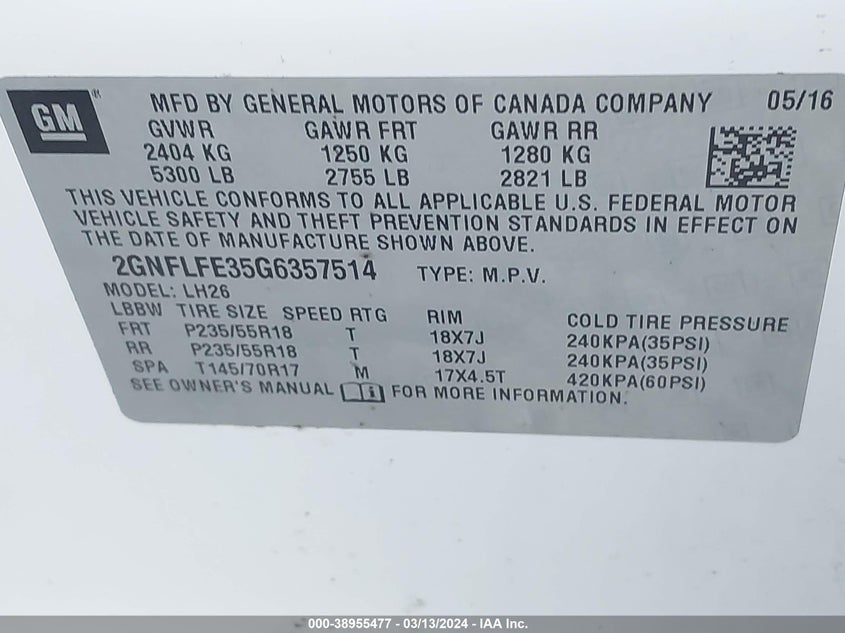 GM
MFD BY GENERAL MOTORS OF CANADA COMPANY 05/16
GVWR GAWR FRT GAWR RR
2404 KG 1250 KG 1280 KG
5300 LB 2755 LB 2821 LB
THIS VEHICLE CONFORMS TO ALL APPLICABLE U.S. FEDERAL MOTOR
VEHICLE SAFETY AND THEFT PREVENTION STANDARDS IN EFFECT ON
THE DATE OF MANUFACTURE SHOWN ABOVE.
2GNFLFE35G6357514 TYPE: M.P.V.
MODEL: LH26
LBBW TIRE SIZE SPEED RTG RIM COLD TIRE PRESSURE
FRT P235/55R18 T 18X7J 240KPA(35PSI)
RR P235/55R18 T 18X7J 240KPA(35PSI)
SPA T145/70R17 M 17X4.5T 420KPA(60PSI)
SEE OWNER'S MANUAL FOR MORE INFORMATION.
000-38955477 - 03/13/2024 - IAA Inc.